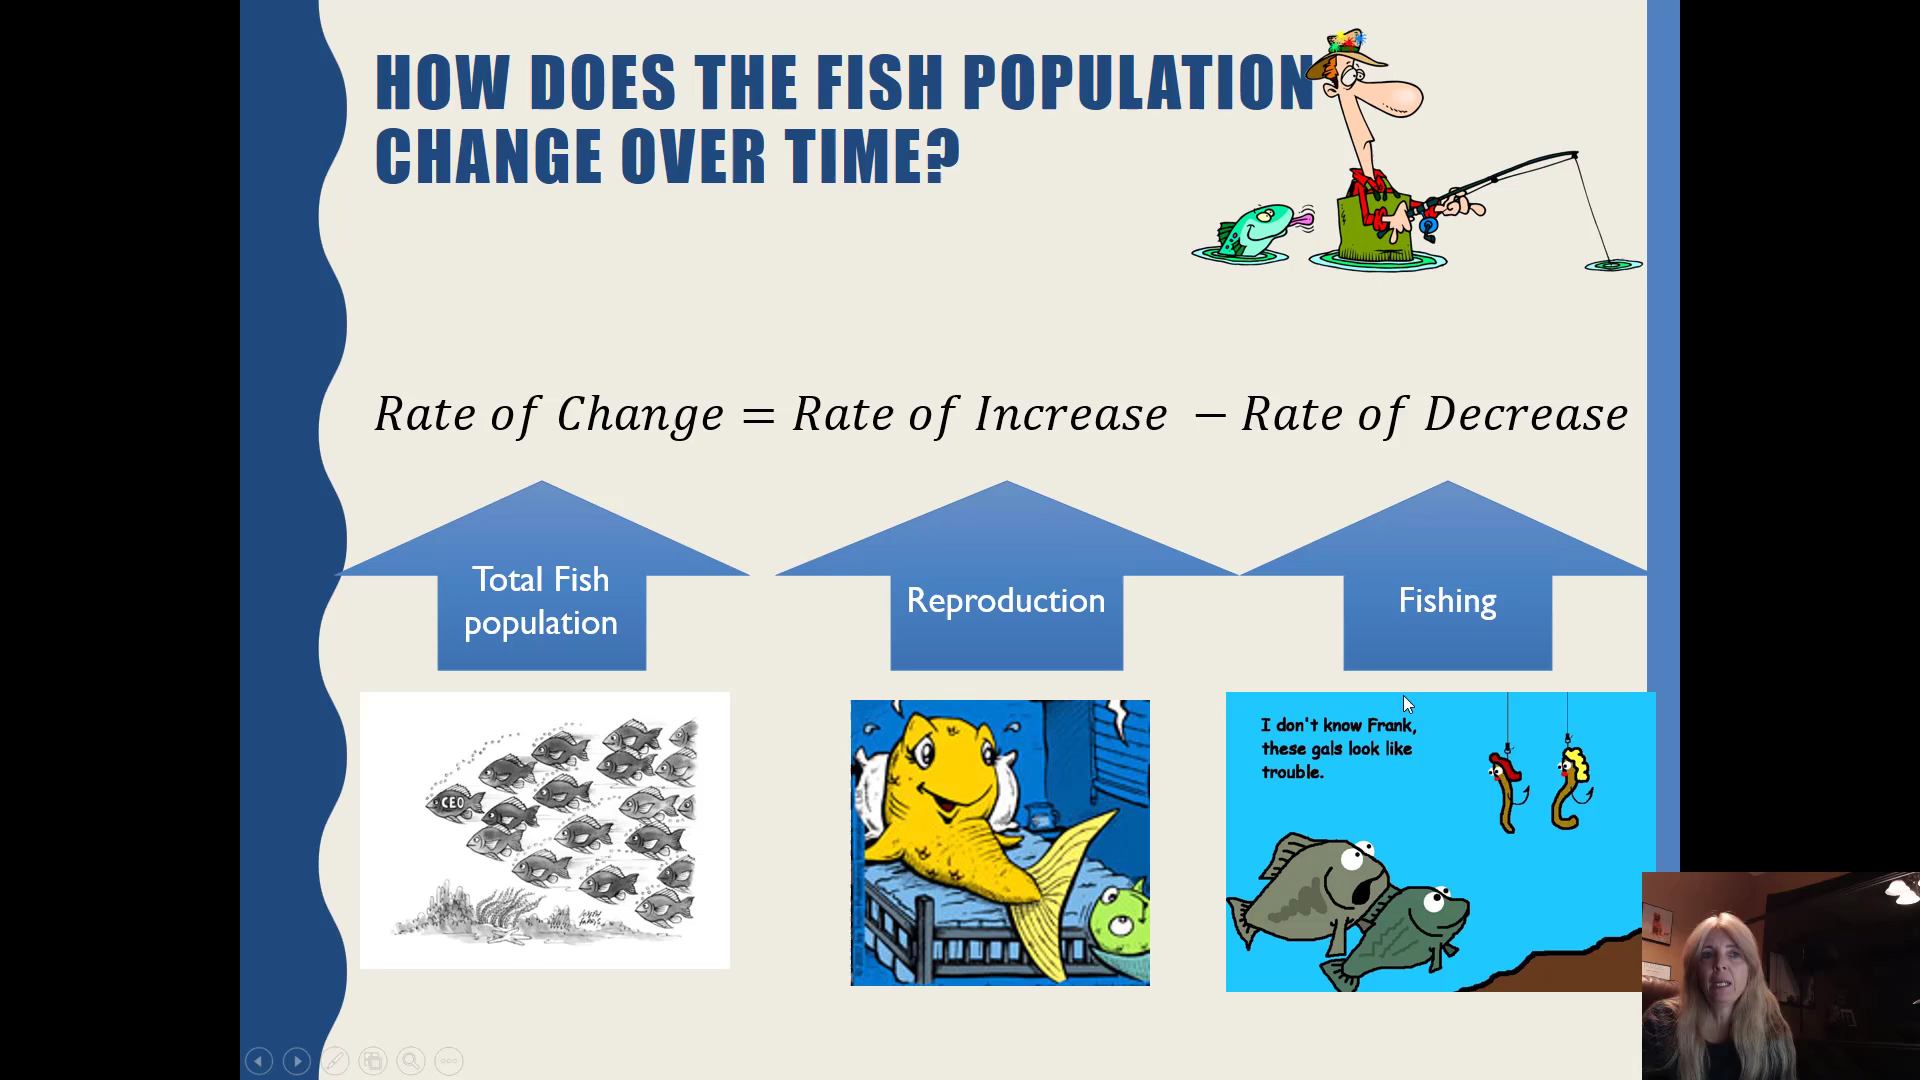 HOW DOES THE FISH POPULATION
CHANGE OVER TIME?
Rate of Change = Rate of Increase − Rate of Decrease
Total Fish
population
Reproduction
Fishing
CEO
I don't know Frank,
these gals look like
trouble.